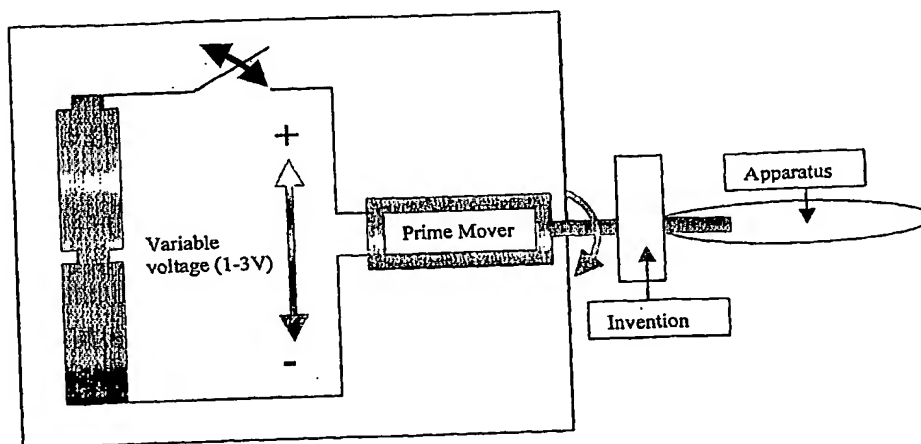 +
Variable
voltage (1-3V)
-
Prime Mover
Apparatus
Invention